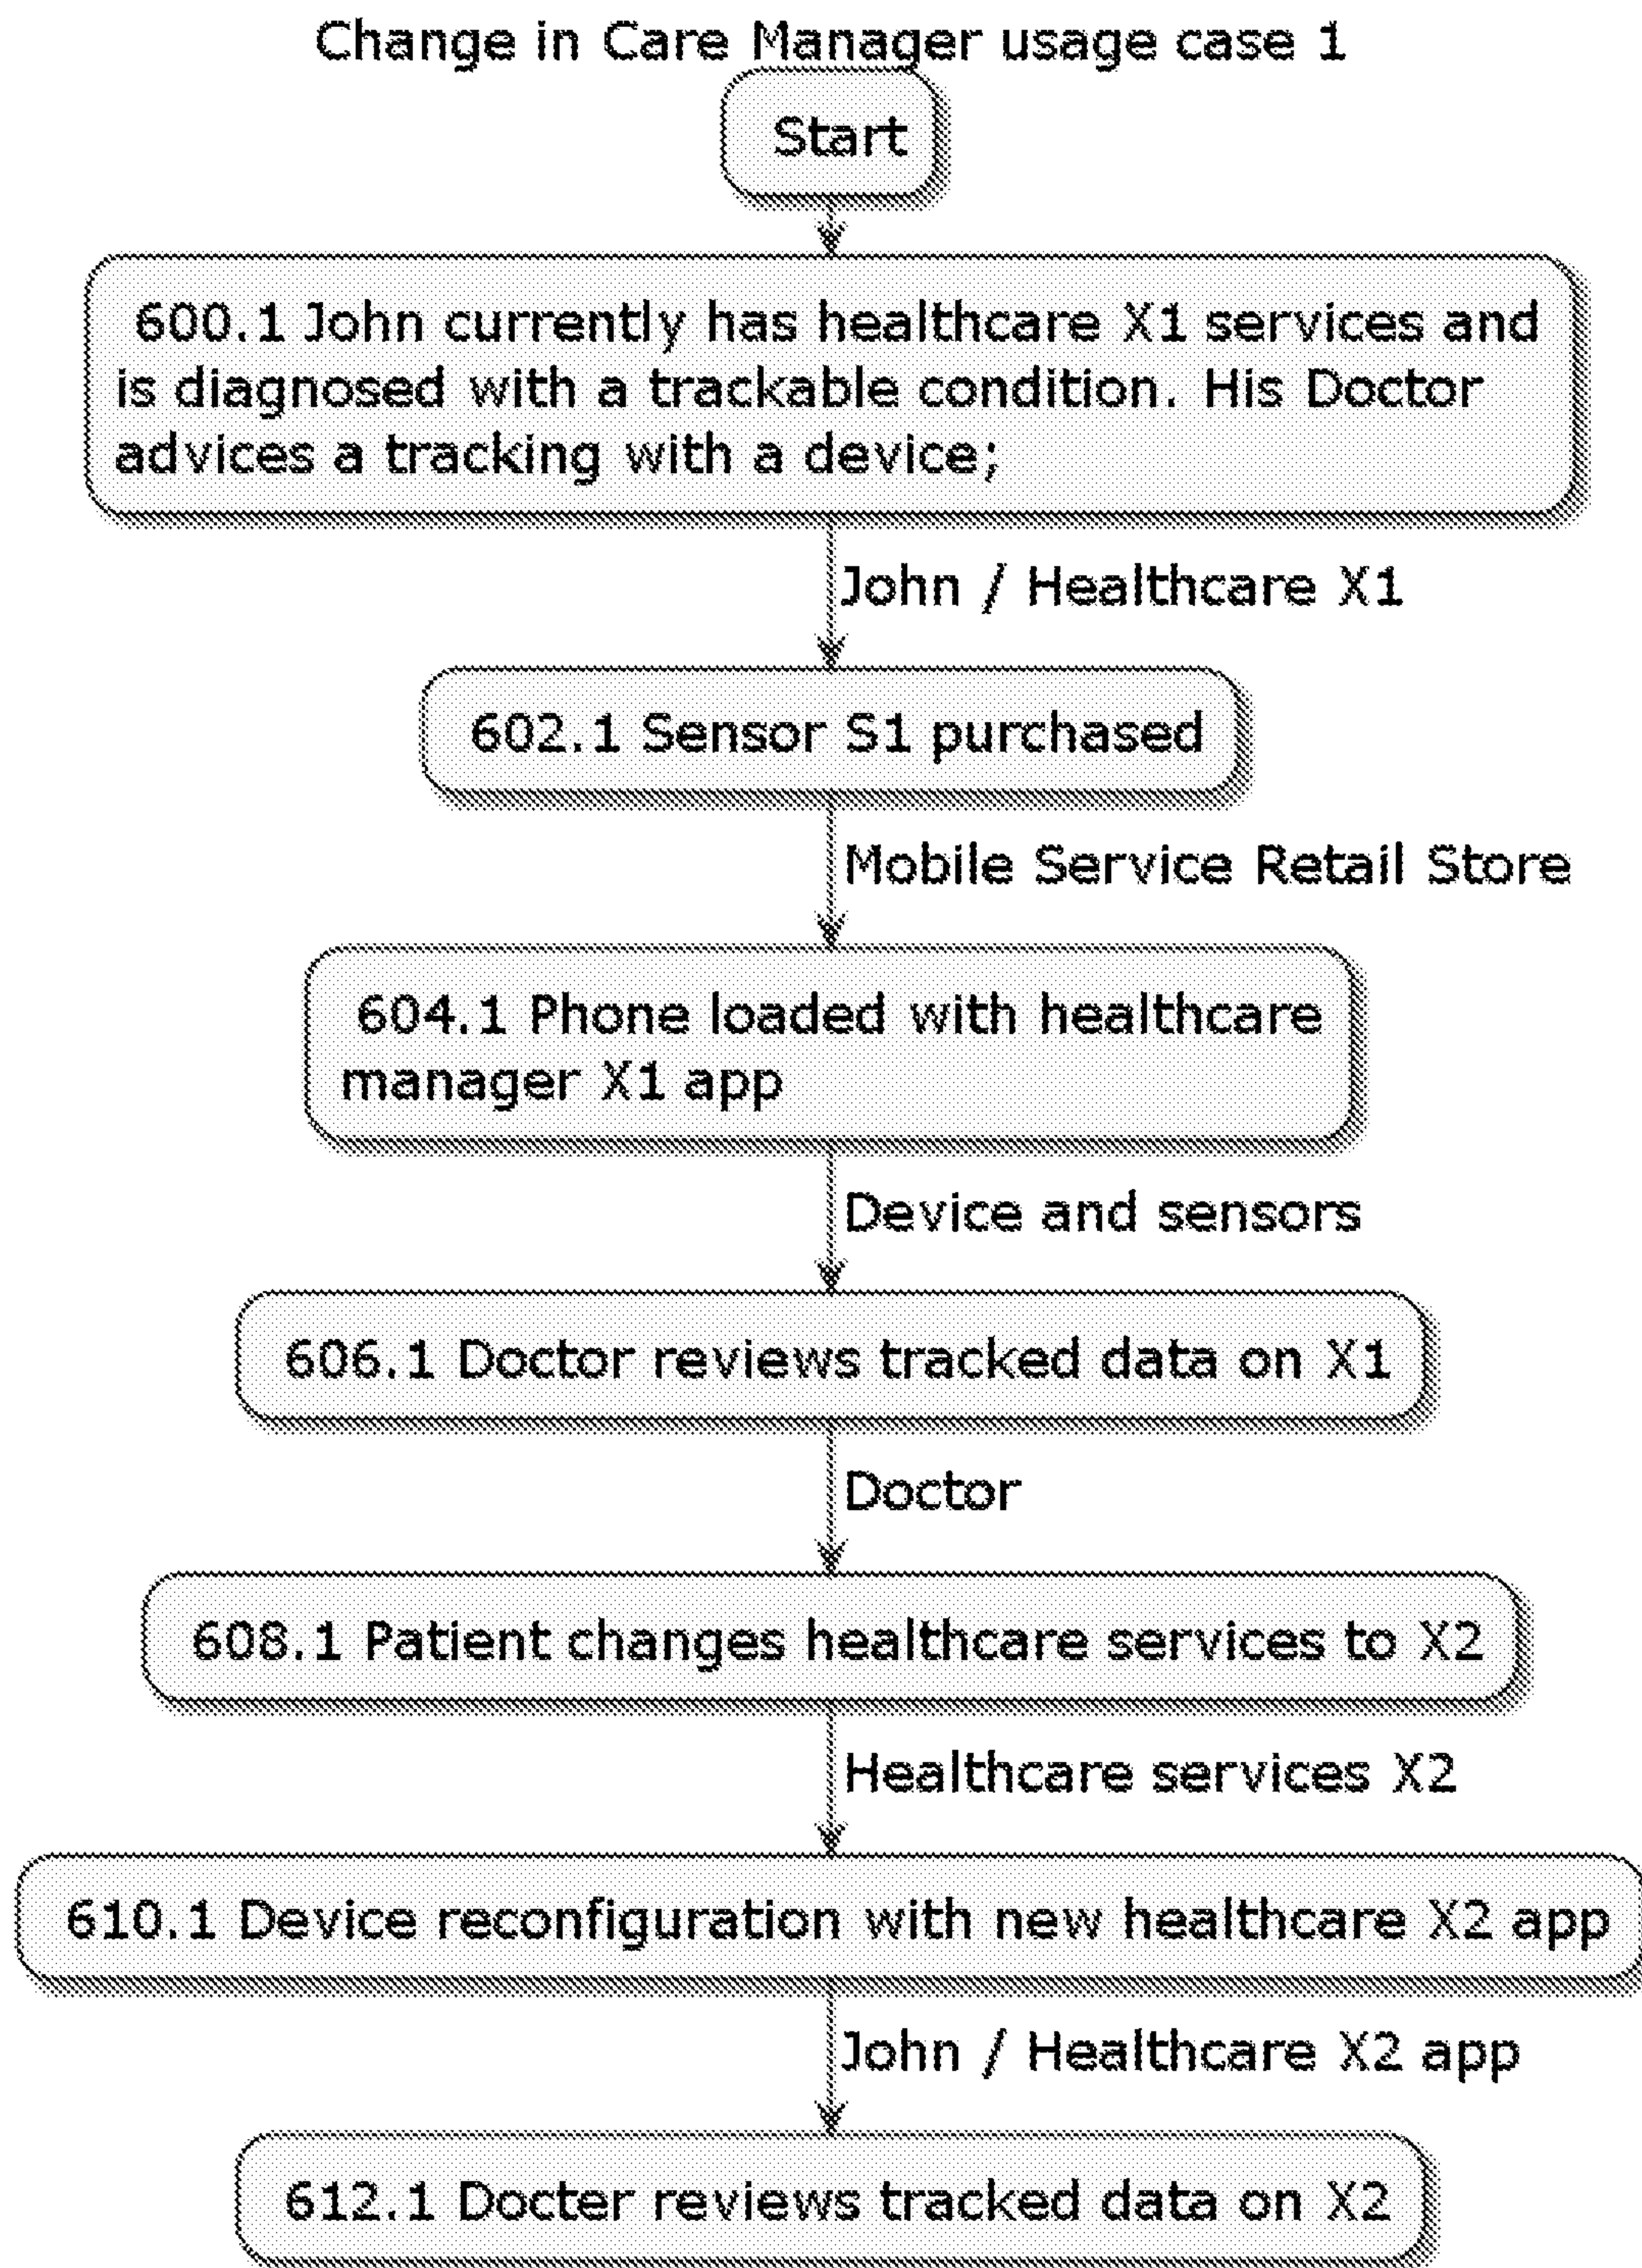 Change in Care Manager usage case 1
Start
600.1 John currently has healthcare X1 services and
is diagnosed with a trackable condition. His Doctor
advices a tracking with a device;
John / Healthcare X1
602.1 Sensor S1 purchased
Mobile Service Retail Store
604.1 Phone loaded with healthcare
manager X1 app
Device and sensors
606.1 Doctor reviews tracked data on X1
Doctor
608.1 Patient changes healthcare services to X2
Healthcare services X2
610.1 Device reconfiguration with new healthcare X2 app
John / Healthcare X2 app
612.1 Docter reviews tracked data on X2